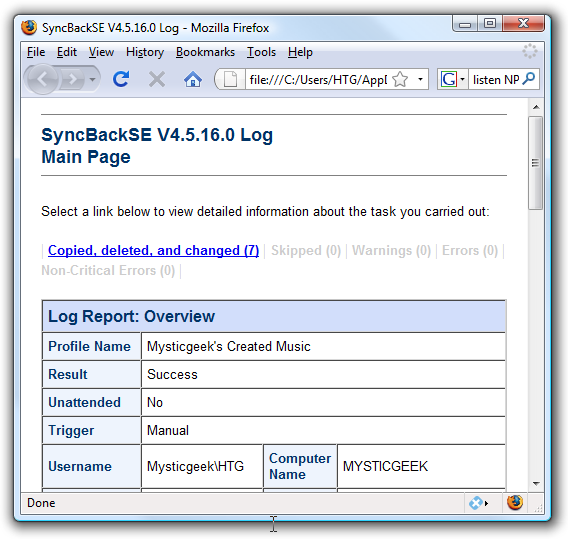 SyncBackSE V4.5.16.0 Log - Mozilla Firefox
File Edit View History Bookmarks Tools Help
file:///C:/Users/HTG/AppD
G
listen NP
SyncBackSE V4.5.16.0 Log
Main Page
Select a link below to view detailed information about the task you carried out:
| Copied, deleted, and changed (7) | Skipped (0) | Warnings (0) | Errors (0) |
Non-Critical Errors (0) |
Log Report: Overview
Profile Name Mysticgeek's Created Music
Result Success
Unattended No
Trigger Manual
Username Mysticgeek\HTG Computer Name MYSTICGEEK
Done